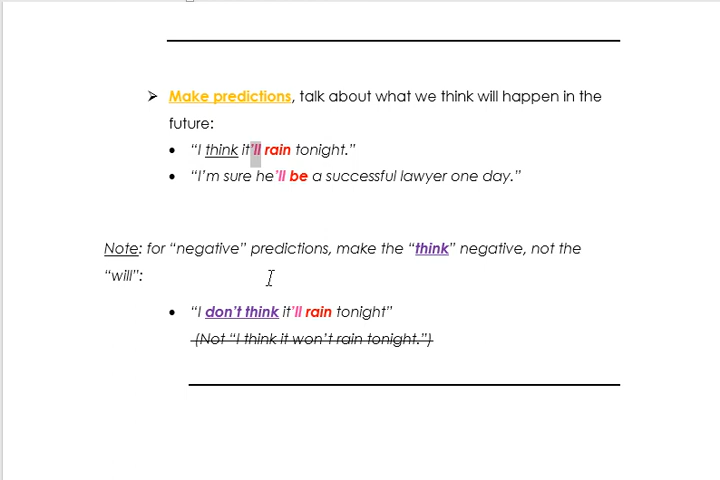 ➢ Make predictions, talk about what we think will happen in the
future:
• “I think it’ll rain tonight.”
• “I’m sure he’ll be a successful lawyer one day.”
Note: for “negative” predictions, make the “think” negative, not the
“will”:
• “I don’t think it’ll rain tonight”
(Not “I think it won’t rain tonight.”)